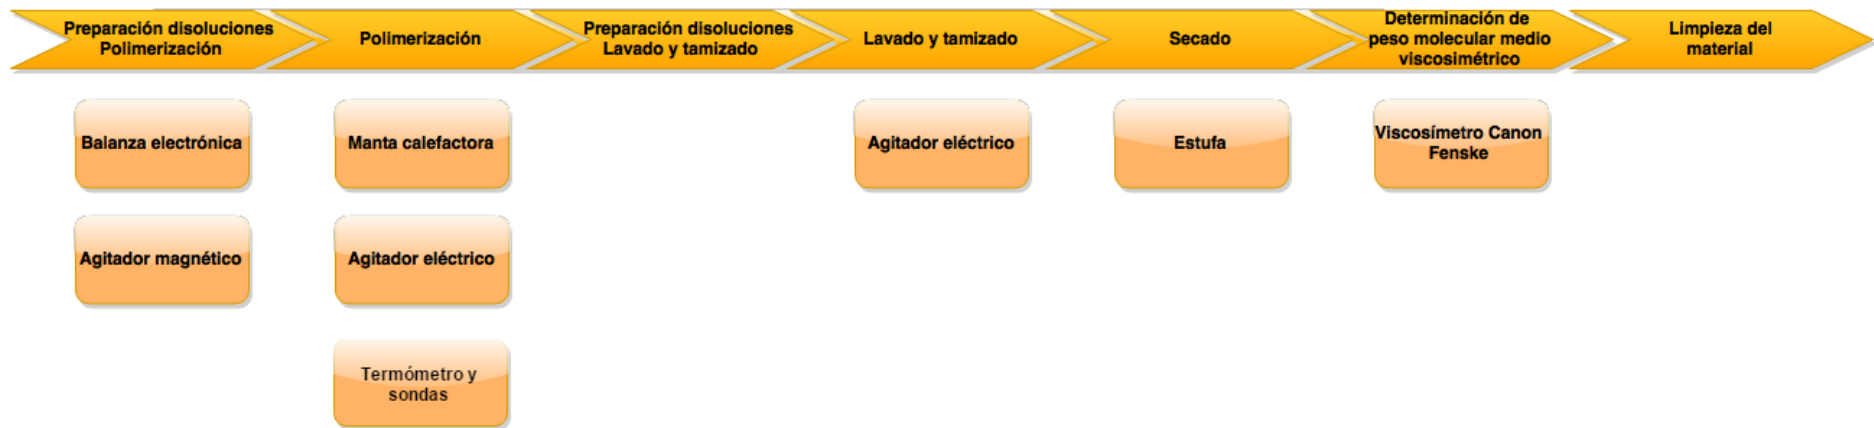 Preparación disoluciones
Polimerización
Polimerización
Preparación disoluciones
Lavado y tamizado
Lavado y tamizado
Secado
Determinación de
peso molecular medio
viscosimétrico
Limpieza del
material
Balanza electrónica
Manta calefactora
Agitador eléctrico
Estufa
Viscosímetro Canon
Fenske
Agitador magnético
Agitador eléctrico
Termómetro y
sondas